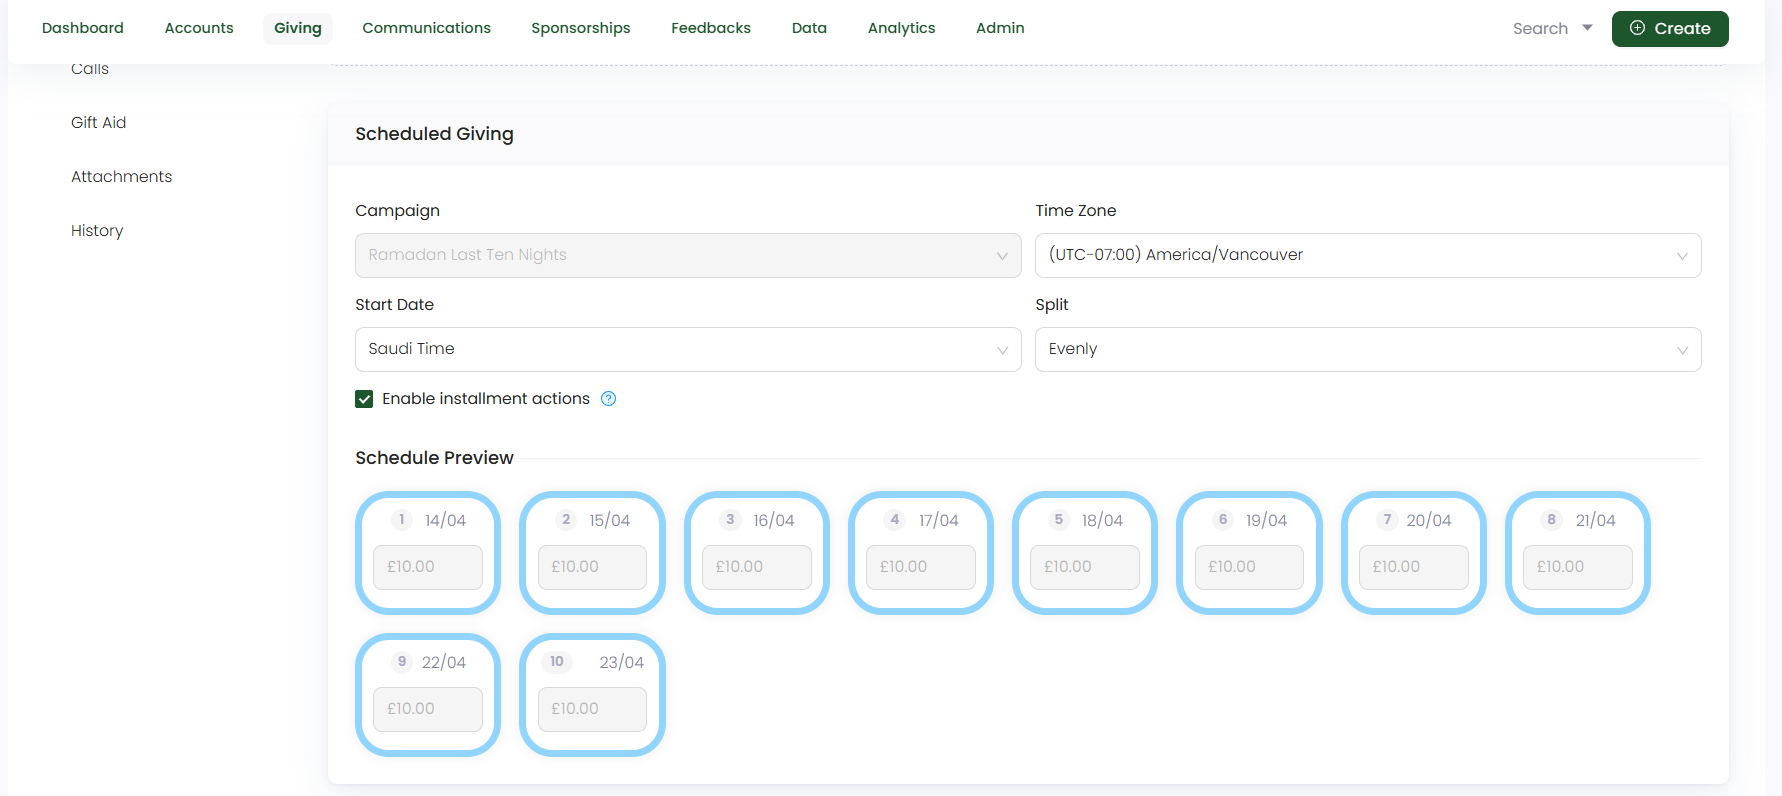 Dashboard Accounts Giving Communications Sponsorships Feedbacks Data Analytics Admin Search Create
Calls
Gift Aid
Attachments
History
Scheduled Giving
Campaign Time Zone
Ramadan Last Ten Nights (UTC-07:00) America/Vancouver
Start Date Split
Saudi Time Evenly
Enable installment actions ?
Schedule Preview
1 14/04 2 15/04 3 16/04 4 17/04 5 18/04 6 19/04 7 20/04 8 21/04
£10.00 £10.00 £10.00 £10.00 £10.00 £10.00 £10.00 £10.00
9 22/04 10 23/04
£10.00 £10.00